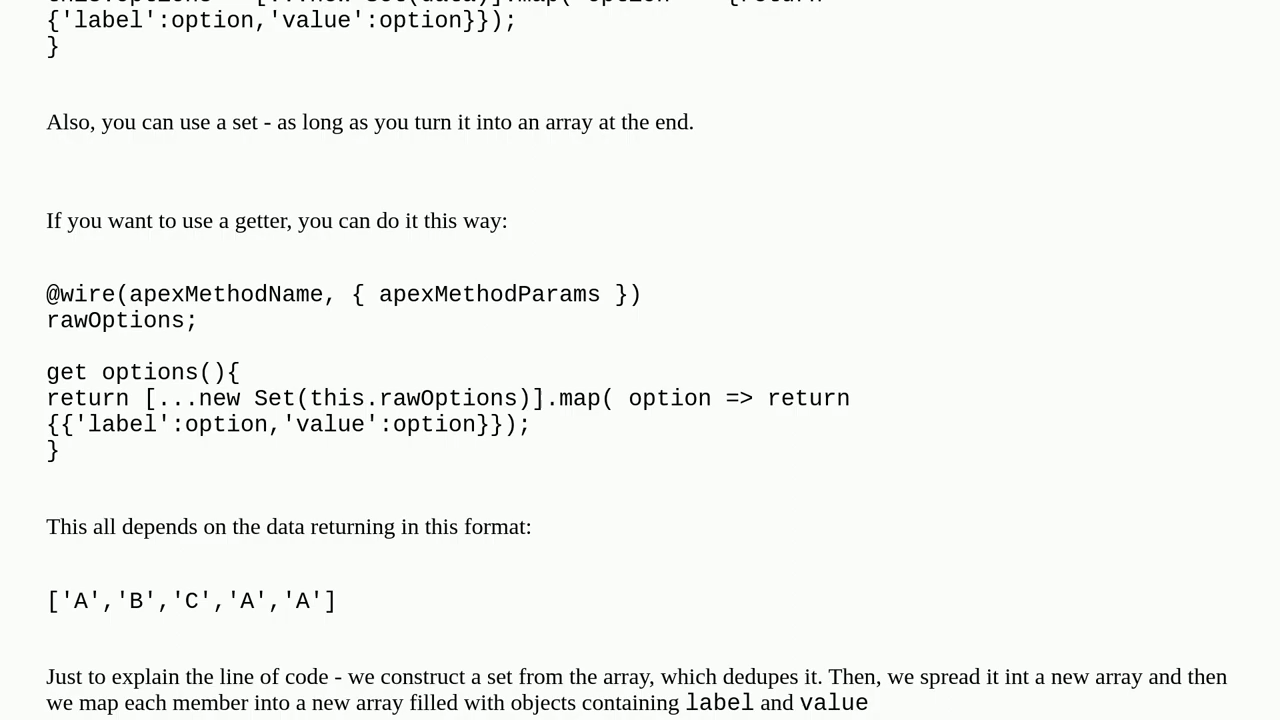 {'label':option,'value':option}});
}
Also, you can use a set - as long as you turn it into an array at the end.
If you want to use a getter, you can do it this way:
@wire(apexMethodName, { apexMethodParams })
rawOptions;
get options(){
return [...new Set(this.rawOptions)].map( option => return
{{'label':option,'value':option}});
}
This all depends on the data returning in this format:
['A','B','C','A','A']
Just to explain the line of code - we construct a set from the array, which dedupes it. Then, we spread it int a new array and then
we map each member into a new array filled with objects containing label and value